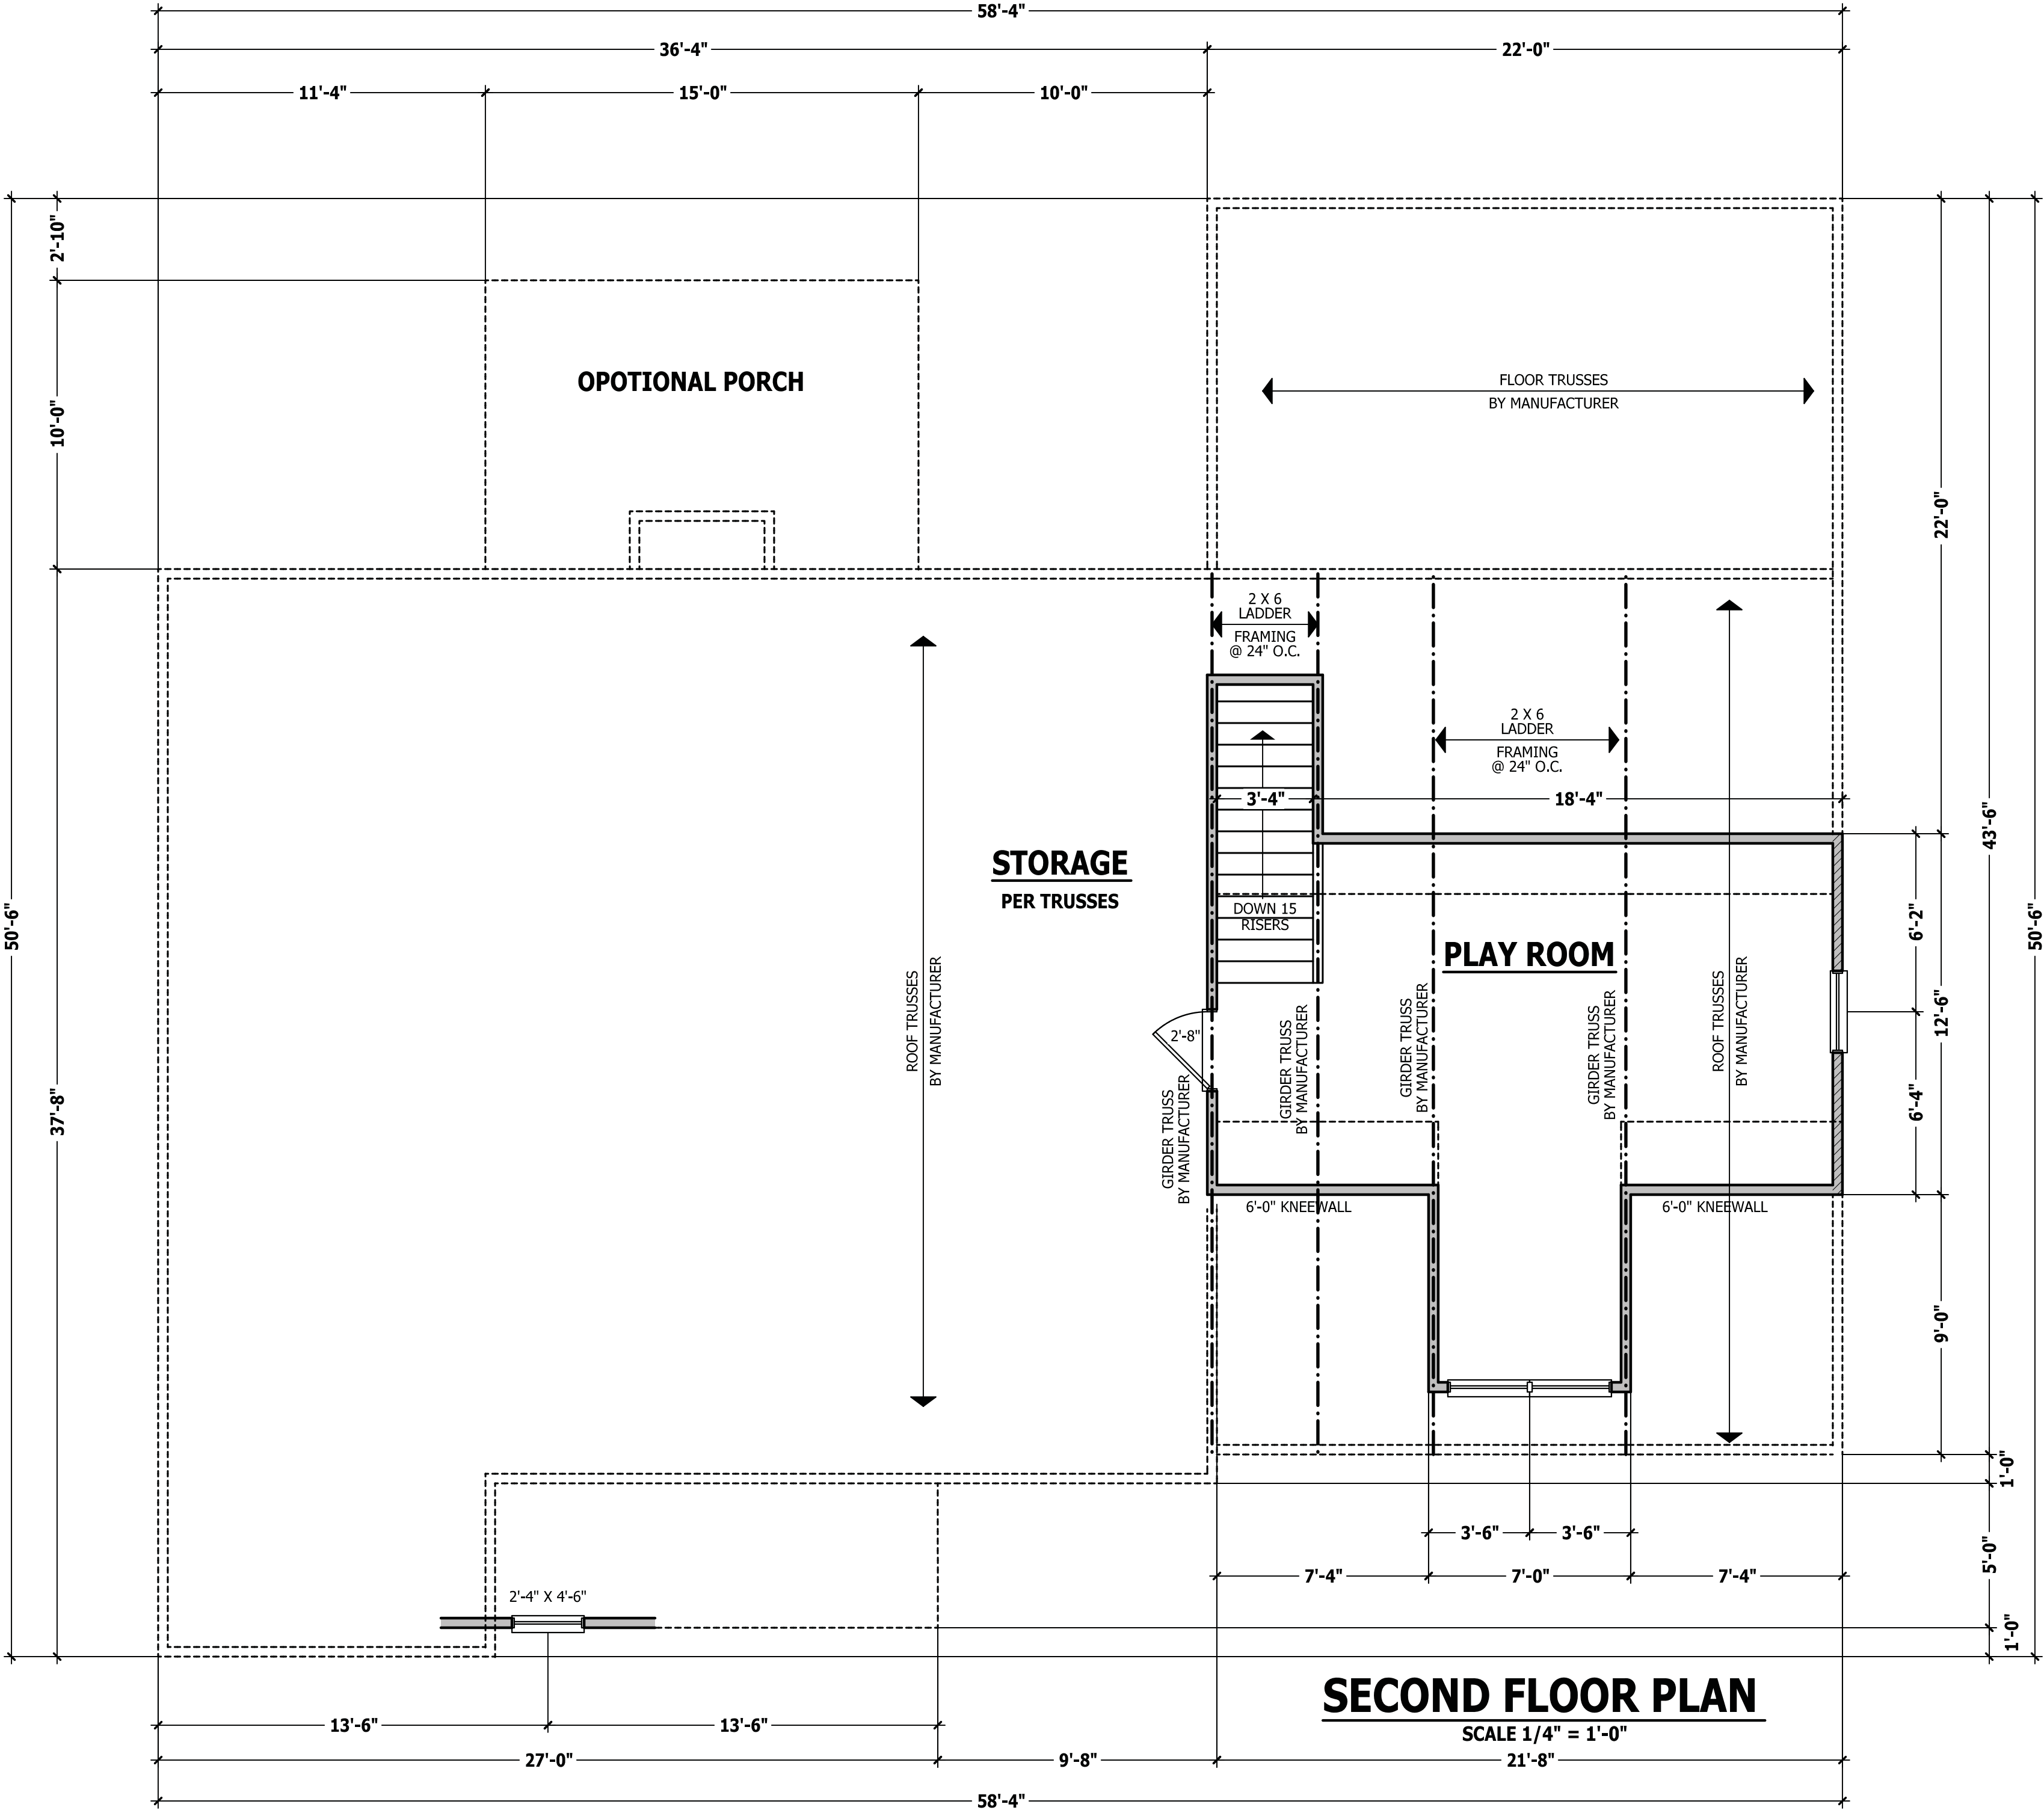 58'-4"
36'-4"
22'-0"
11'-4"
15'-0"
10'-0"
2'-10"
10'-0"
37'-8"
50'-6"
OPOTIONAL PORCH
FLOOR TRUSSES
BY MANUFACTURER
22'-0"
43'-6"
50'-6"
2 X 6
LADDER
FRAMING
@ 24" O.C.
2 X 6
LADDER
FRAMING
@ 24" O.C.
3'-4"
18'-4"
STORAGE
PER TRUSSES
DOWN 15
RISERS
PLAY ROOM
6'-2"
12'-6"
6'-4"
ROOF TRUSSES
BY MANUFACTURER
2'-8"
GIRDER TRUSS
BY MANUFACTURER
GIRDER TRUSS
BY MANUFACTURER
GIRDER TRUSS
BY MANUFACTURER
GIRDER TRUSS
BY MANUFACTURER
ROOF TRUSSES
BY MANUFACTURER
6'-0" KNEEWALL
6'-0" KNEEWALL
9'-0"
1'-0"
3'-6"
3'-6"
5'-0"
7'-4"
7'-0"
7'-4"
2'-4" X 4'-6"
1'-0"
SECOND FLOOR PLAN
SCALE 1/4" = 1'-0"
13'-6"
13'-6"
27'-0"
9'-8"
21'-8"
58'-4"